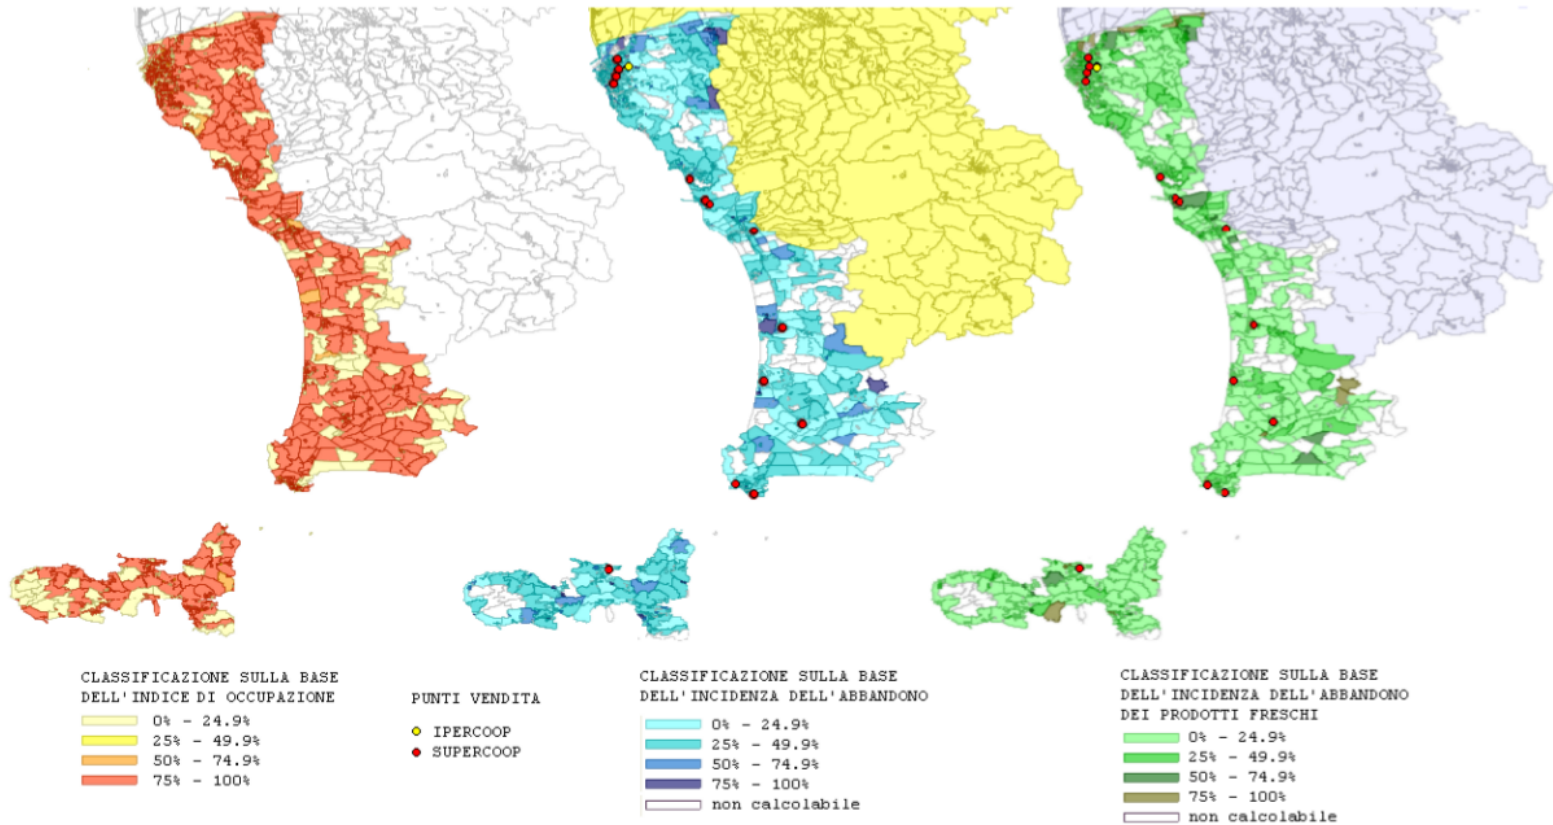 CLASSIFICAZIONE SULLA BASE
DELL'INDICE DI OCCUPAZIONE
0% - 24.9%
25% - 49.9%
50% - 74.9%
75% - 100%
PUNTI VENDITA
IPERCOOP
SUPERCOOP
CLASSIFICAZIONE SULLA BASE
DELL'INCIDENZA DELL'ABBANDONO
0% - 24.9%
25% - 49.9%
50% - 74.9%
75% - 100%
non calcolabile
CLASSIFICAZIONE SULLA BASE
DELL'INCIDENZA DELL'ABBANDONO
DEI PRODOTTI FRESCHI
0% - 24.9%
25% - 49.9%
50% - 74.9%
75% - 100%
non calcolabile